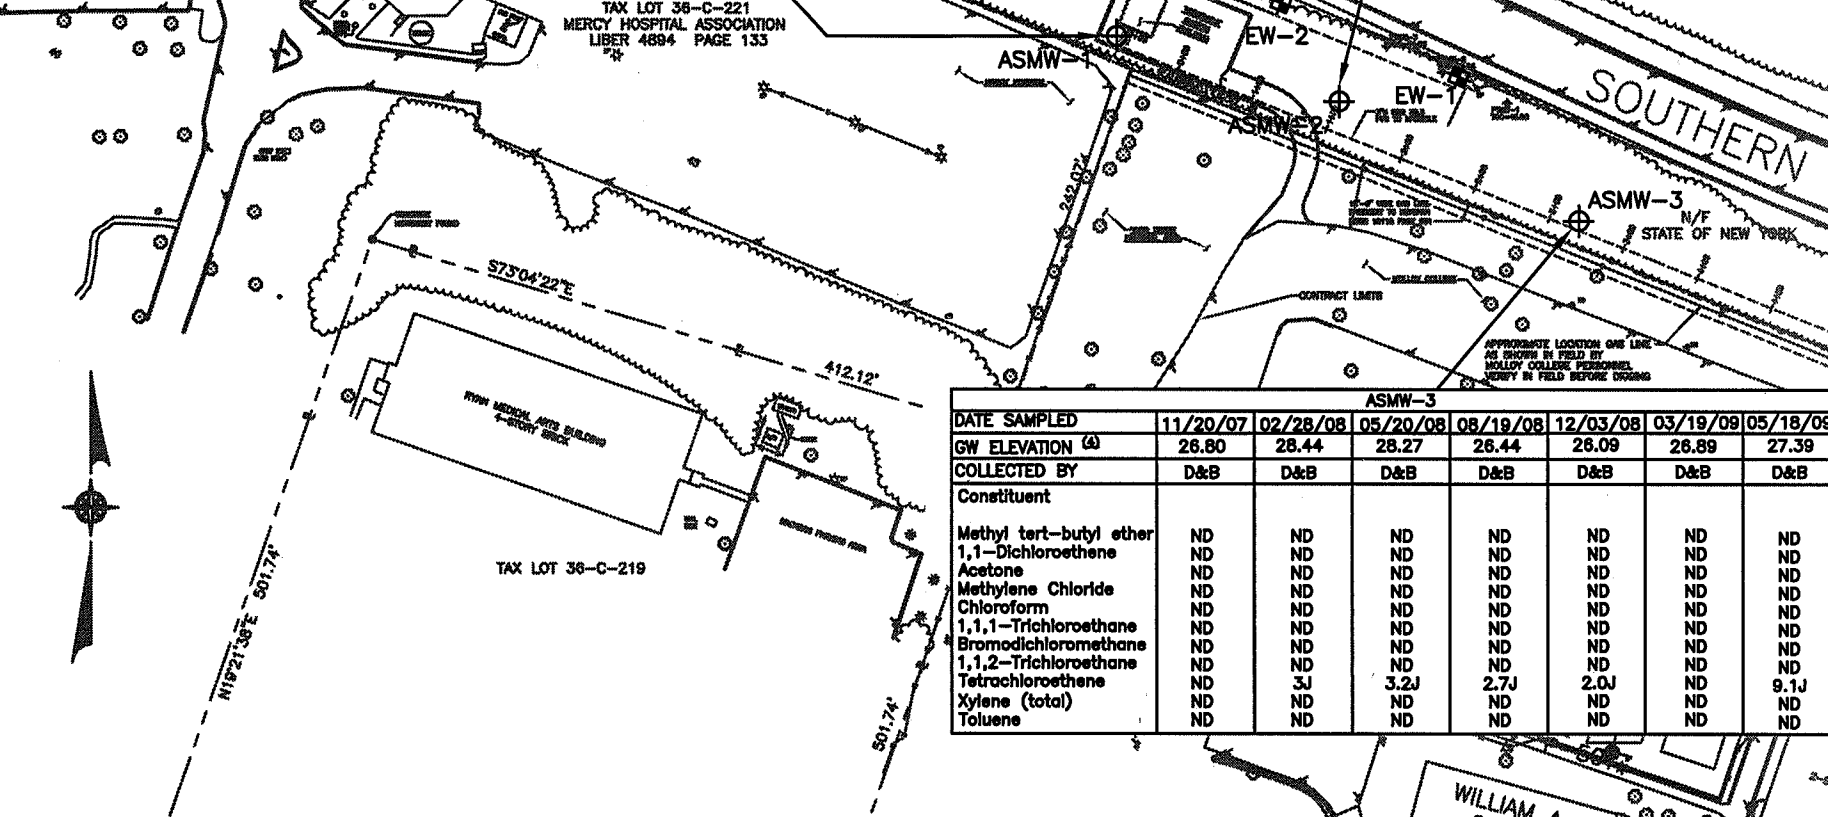 TAX LOT 36-C-221
MERCY HOSPITAL ASSOCIATION
LIBER 4694 PAGE 133
ASMW-1
EW-2
EW-1
ASMW-2
SOUTHERN
ASMW-3
N/F
STATE OF NEW YORK
242.07'
S73°04'22"E
412.12'
CONTRACT LIMITS
MOLLOY COLLEGE
APPROXIMATE LOCATION GAS LINE
AS SHOWN IN FIELD BY
MOLLOY COLLEGE PERSONNEL
VERIFY IN FIELD BEFORE DIGGING
RYAN MEDICAL ARTS BUILDING
4-STORY BRICK
TAX LOT 36-C-219
N19°21'38"E 501.74'
501.74'
ASMW-3
DATE SAMPLED 11/20/07 02/28/08 05/20/08 08/19/08 12/03/08 03/19/09 05/18/09
GW ELEVATION (4) 26.80 28.44 28.27 26.44 26.09 26.89 27.39
COLLECTED BY D&B D&B D&B D&B D&B D&B D&B
Constituent
Methyl tert-butyl ether ND ND ND ND ND ND ND
1,1-Dichloroethene ND ND ND ND ND ND ND
Acetone ND ND ND ND ND ND ND
Methylene Chloride ND ND ND ND ND ND ND
Chloroform ND ND ND ND ND ND ND
1,1,1-Trichloroethane ND ND ND ND ND ND ND
Bromodichloromethane ND ND ND ND ND ND ND
1,1,2-Trichloroethane ND ND ND ND ND ND ND
Tetrachloroethene ND 3J 3.2J 2.7J 2.0J ND 9.1J
Xylene (total) ND ND ND ND ND ND ND
Toluene ND ND ND ND ND ND ND
WILLIAM A